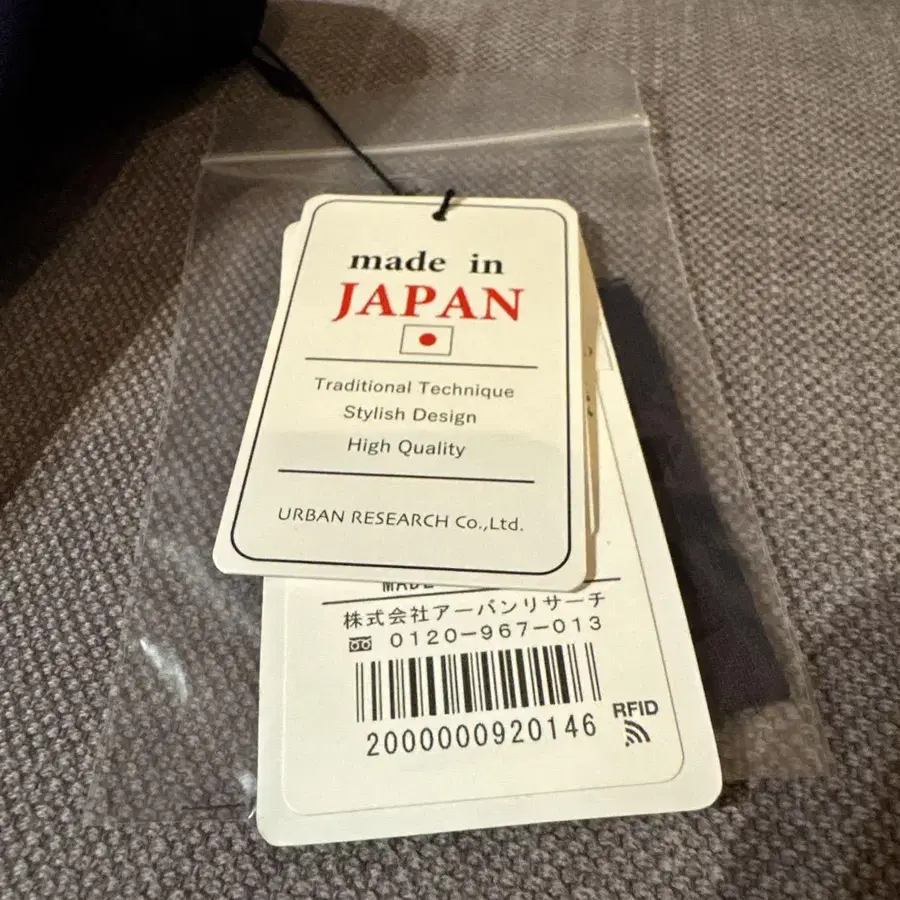 made in
JAPAN
Traditional Technique
Stylish Design
High Quality
URBAN RESEARCH Co.,Ltd.
株式会社アーバンリサーチ
0120-967-013
2000000920146
RFID